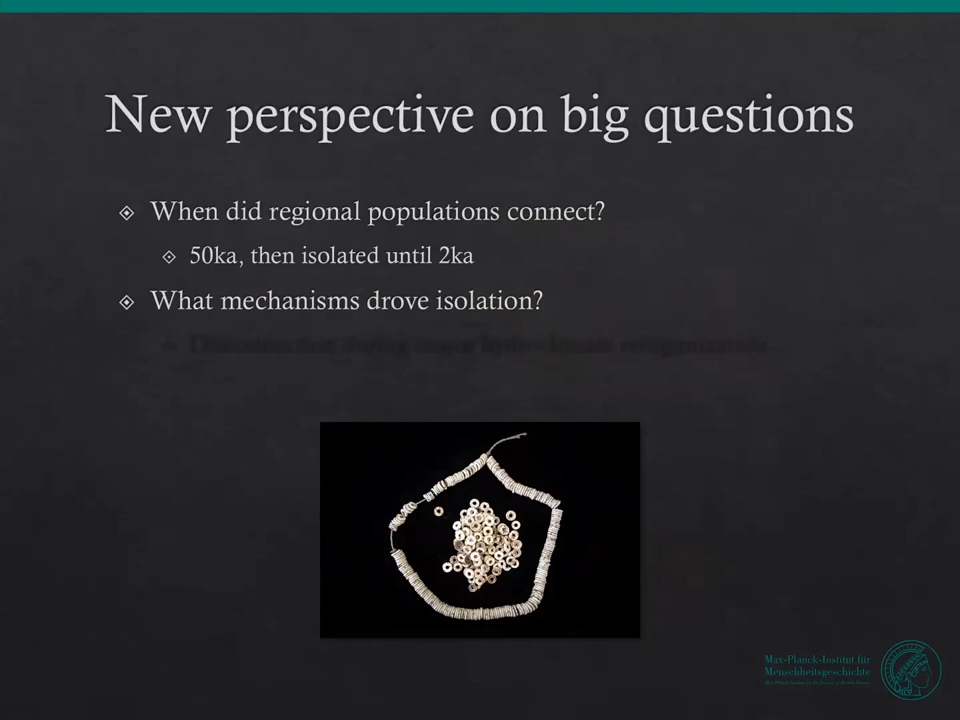 New perspective on big questions
When did regional populations connect?
50ka, then isolated until 2ka
What mechanisms drove isolation?
Max-Planck-Institut für
Menschheitsgeschichte